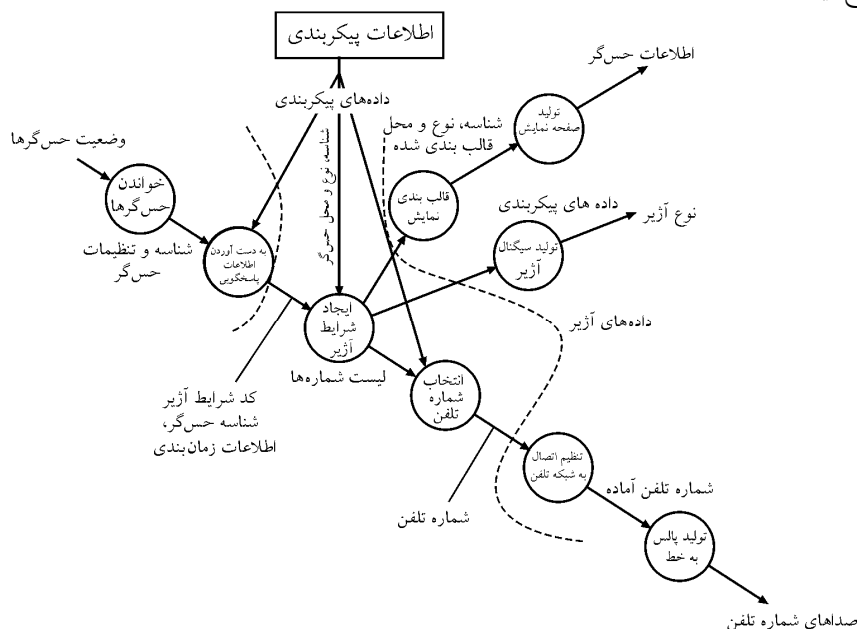 اطلاعات پیکربندی
داده‌های پیکربندی
اطلاعات حس‌گر
تولید
صفحه نمایش
شناسه، نوع و محل
قالب بندی شده
وضعیت حس‌گرها
خواندن
حس‌گرها
شناسه، نوع و محل حس‌گر
قالب بندی
نمایش
داده های پیکربندی
نوع آژیر
شناسه و تنظیمات
حس‌گر
به دست آوردن
اطلاعات
پاسخگویی
تولید سیگنال
آژیر
ایجاد
شرایط
آژیر
داده‌های آژیر
لیست شماره‌ها
انتخاب
شماره
تلفن
کد شرایط آژیر
شناسه حس‌گر،
اطلاعات زمان‌بندی
تنظیم اتصال
به شبکه تلفن
شماره تلفن
شماره تلفن آماده
تولید پالس
به خط
صداهای شماره تلفن